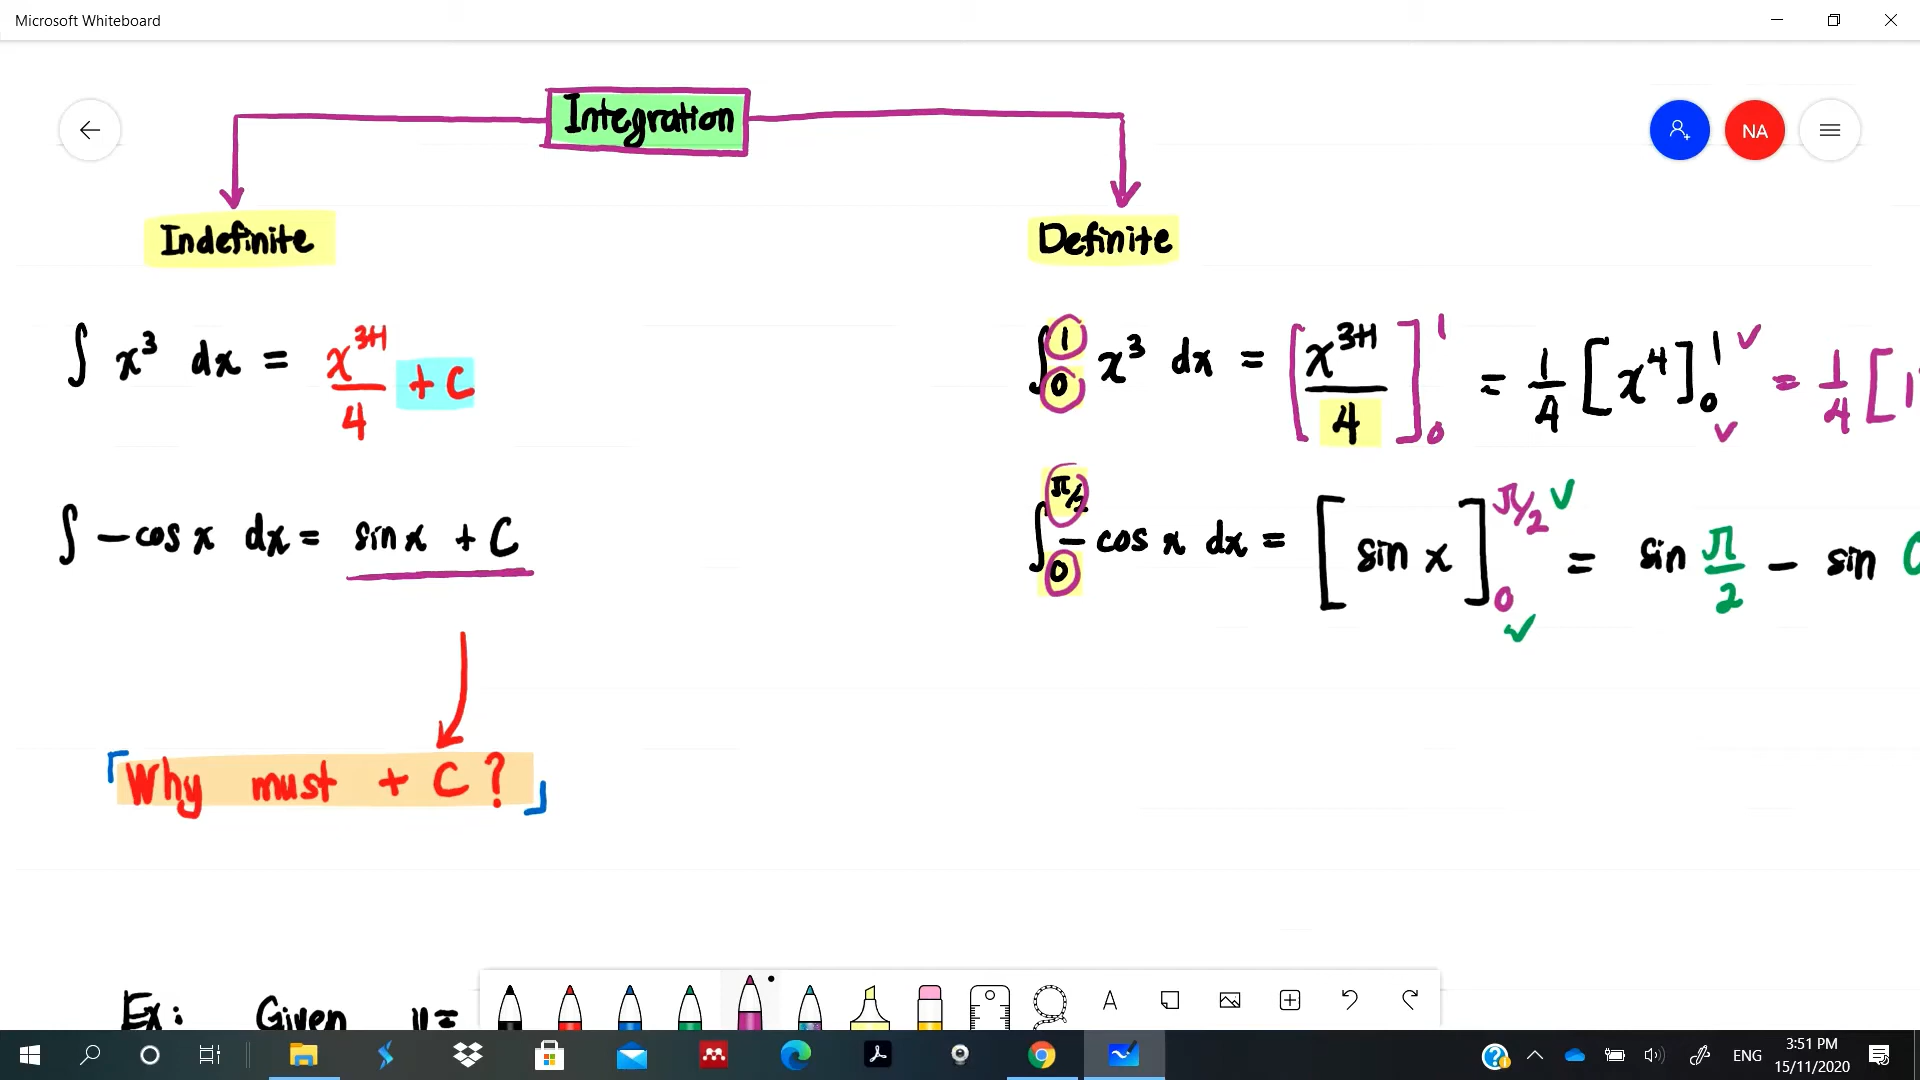 Microsoft Whiteboard
Integration
NA
Indefinite
Definite
∫ x³ dx = x³⁺¹/4 + C
∫₀¹ x³ dx = [x³⁺¹/4]₀¹ = 1/4 [x⁴]₀¹ = 1/4 [1
∫ -cos x dx = sin x + C
∫₀^π/2 - cos x dx = [sin x]₀^π/2 = sin π/2 - sin 0
Why must + C?
Ex: Given y =
A
ENG
3:51 PM
15/11/2020